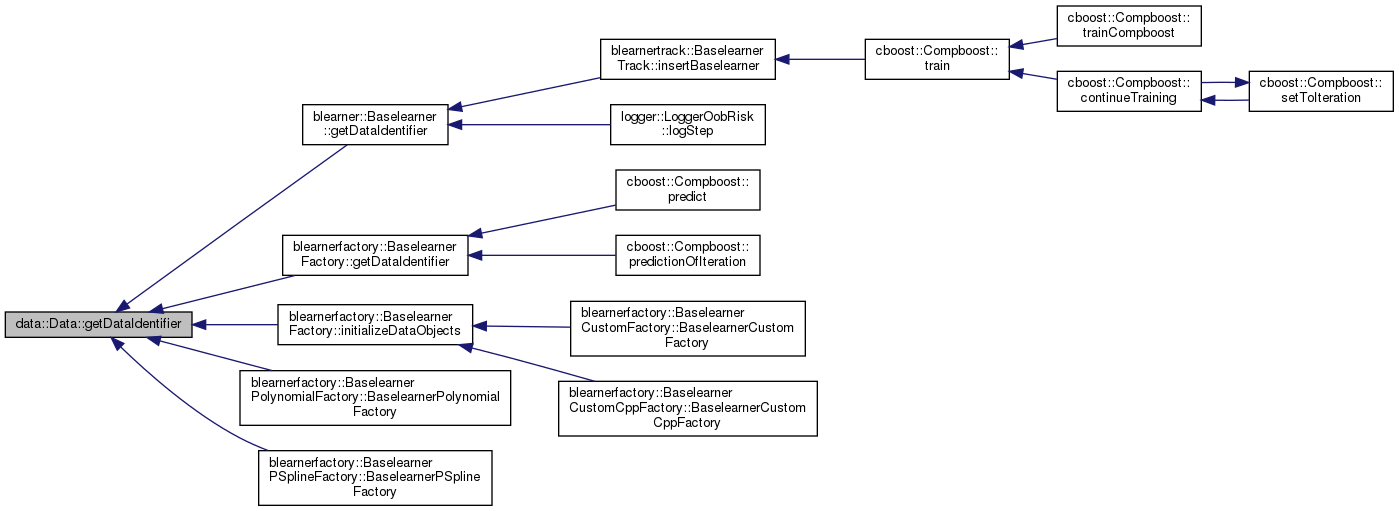 cboost::Compboost::
trainCompboost
blearnertrack::Baselearner
Track::insertBaselearner
cboost::Compboost::
train
cboost::Compboost::
continueTraining
cboost::Compboost::
setToIteration
blearner::Baselearner
::getDataIdentifier
logger::LoggerOobRisk
::logStep
cboost::Compboost::
predict
blearnerfactory::Baselearner
Factory::getDataIdentifier
cboost::Compboost::
predictionOfIteration
data::Data::getDataIdentifier
blearnerfactory::Baselearner
Factory::initializeDataObjects
blearnerfactory::Baselearner
CustomFactory::BaselearnerCustom
Factory
blearnerfactory::Baselearner
PolynomialFactory::BaselearnerPolynomial
Factory
blearnerfactory::Baselearner
CustomCppFactory::BaselearnerCustom
CppFactory
blearnerfactory::Baselearner
PSplineFactory::BaselearnerPSpline
Factory